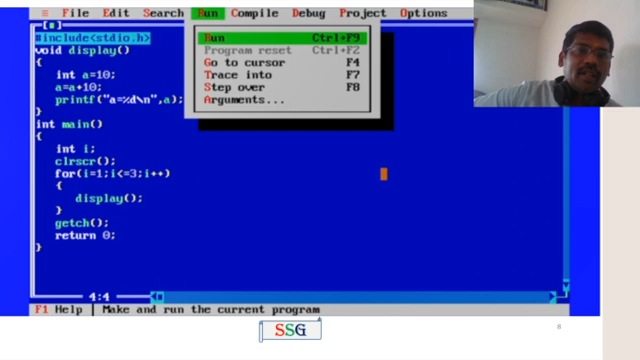 ≡ File Edit Search Run Compile Debug Project Options
Run Ctrl+F9
Program reset Ctrl+F2
Go to cursor F4
Trace into F7
Step over F8
Arguments...
#include<stdio.h>
void display()
{
int a=10;
a=a+10;
printf("a=%d\n",a);
}
int main()
{
int i;
clrscr();
for(i=1;i<=3;i++)
{
display();
}
getch();
return 0;
}
4:4
F1 Help | Make and run the current program
SSG
8